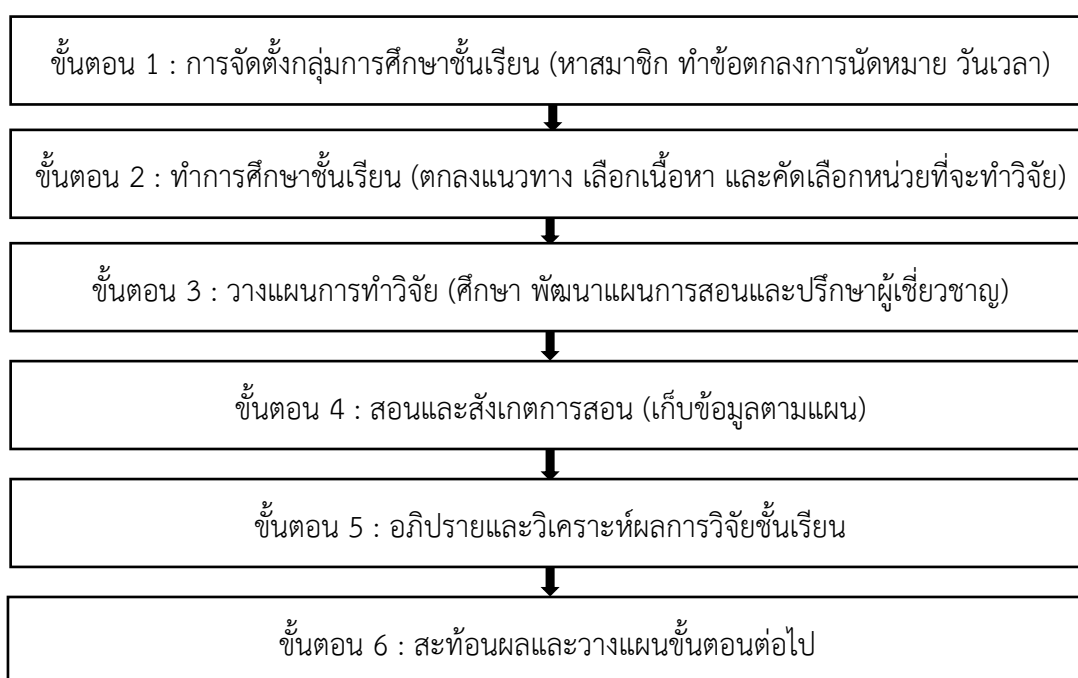 ขั้นตอน 1 : การจัดตั้งกลุ่มการศึกษาชั้นเรียน (หาสมาชิก ทำข้อตกลงการนัดหมาย วันเวลา)
ขั้นตอน 2 : ทำการศึกษาชั้นเรียน (ตกลงแนวทาง เลือกเนื้อหา และคัดเลือกหน่วยที่จะทำวิจัย)
ขั้นตอน 3 : วางแผนการทำวิจัย (ศึกษา พัฒนาแผนการสอนและปรึกษาผู้เชี่ยวชาญ)
ขั้นตอน 4 : สอนและสังเกตการสอน (เก็บข้อมูลตามแผน)
ขั้นตอน 5 : อภิปรายและวิเคราะห์ผลการวิจัยชั้นเรียน
ขั้นตอน 6 : สะท้อนผลและวางแผนขั้นตอนต่อไป